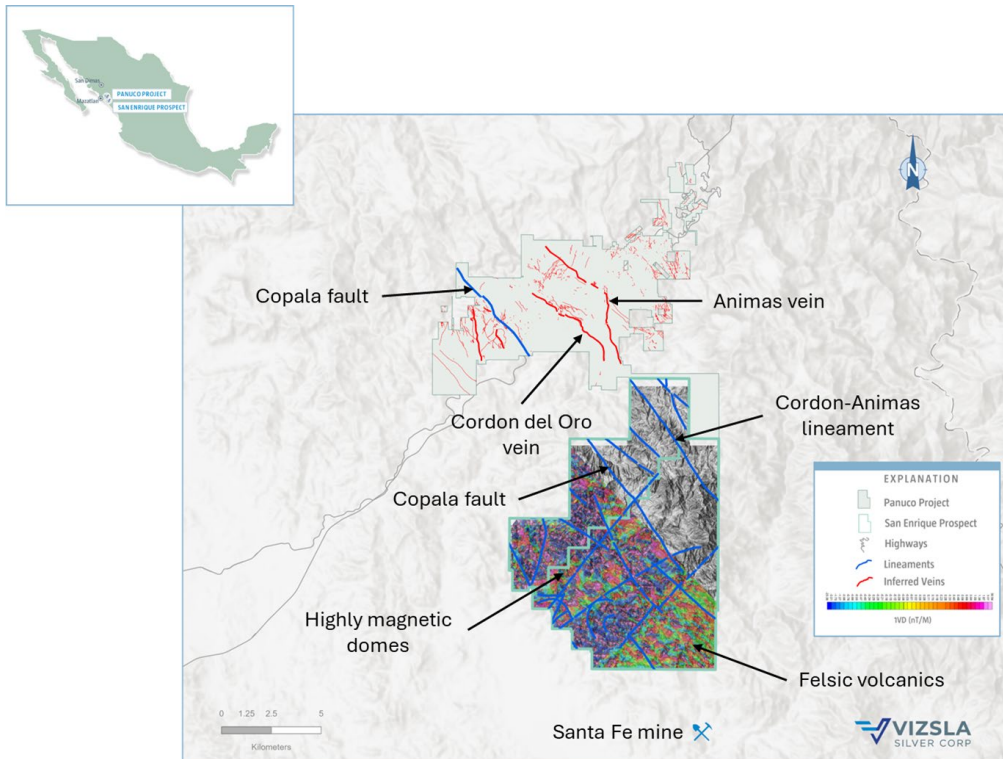 San Dimas
Mazatlan
PANUCO PROJECT
SAN ENRIQUE PROSPECT
N
Copala fault
Animas vein
Cordon del Oro
vein
Cordon-Animas
lineament
Copala fault
EXPLANATION
Panuco Project
San Enrique Prospect
Highways
Lineaments
Inferred Veins
1VD (nT/M)
Highly magnetic
domes
Felsic volcanics
0 1.25 2.5 5
Kilometers
Santa Fe mine
VIZSLA
SILVER CORP